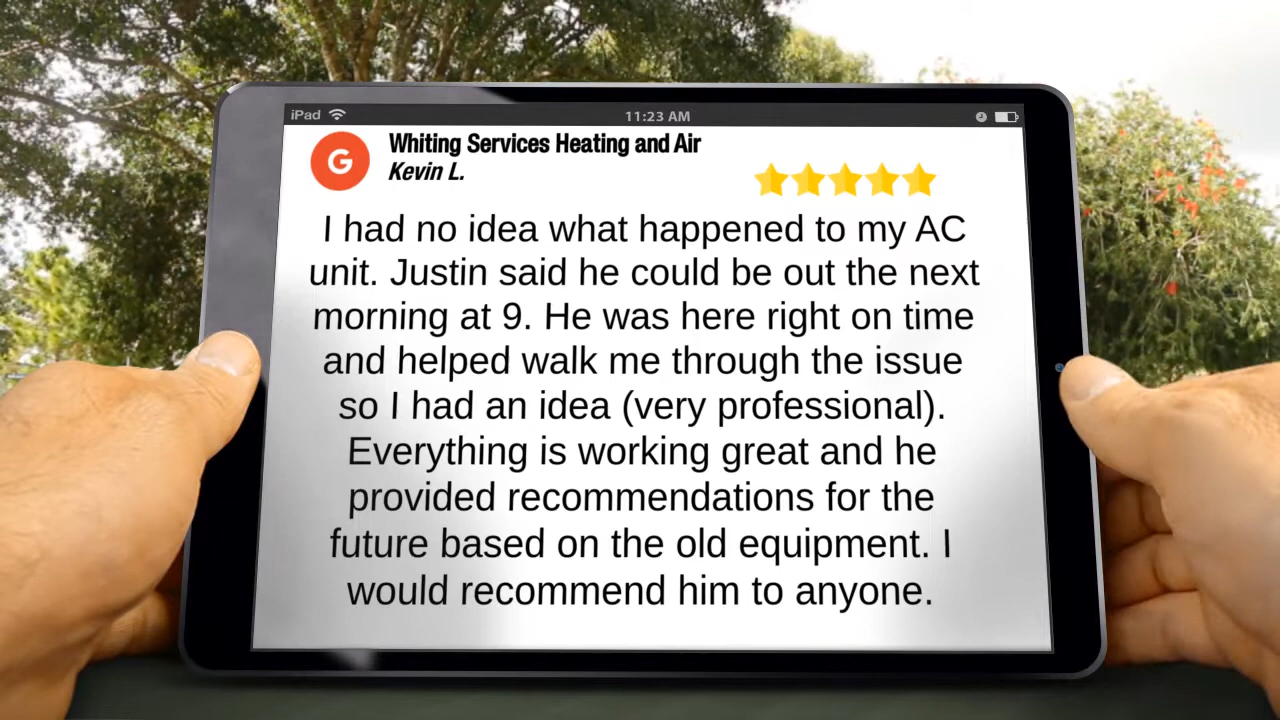 iPad
11:23 AM
G
Whiting Services Heating and Air
Kevin L.
I had no idea what happened to my AC
unit. Justin said he could be out the next
morning at 9. He was here right on time
and helped walk me through the issue
so I had an idea (very professional).
Everything is working great and he
provided recommendations for the
future based on the old equipment. I
would recommend him to anyone.